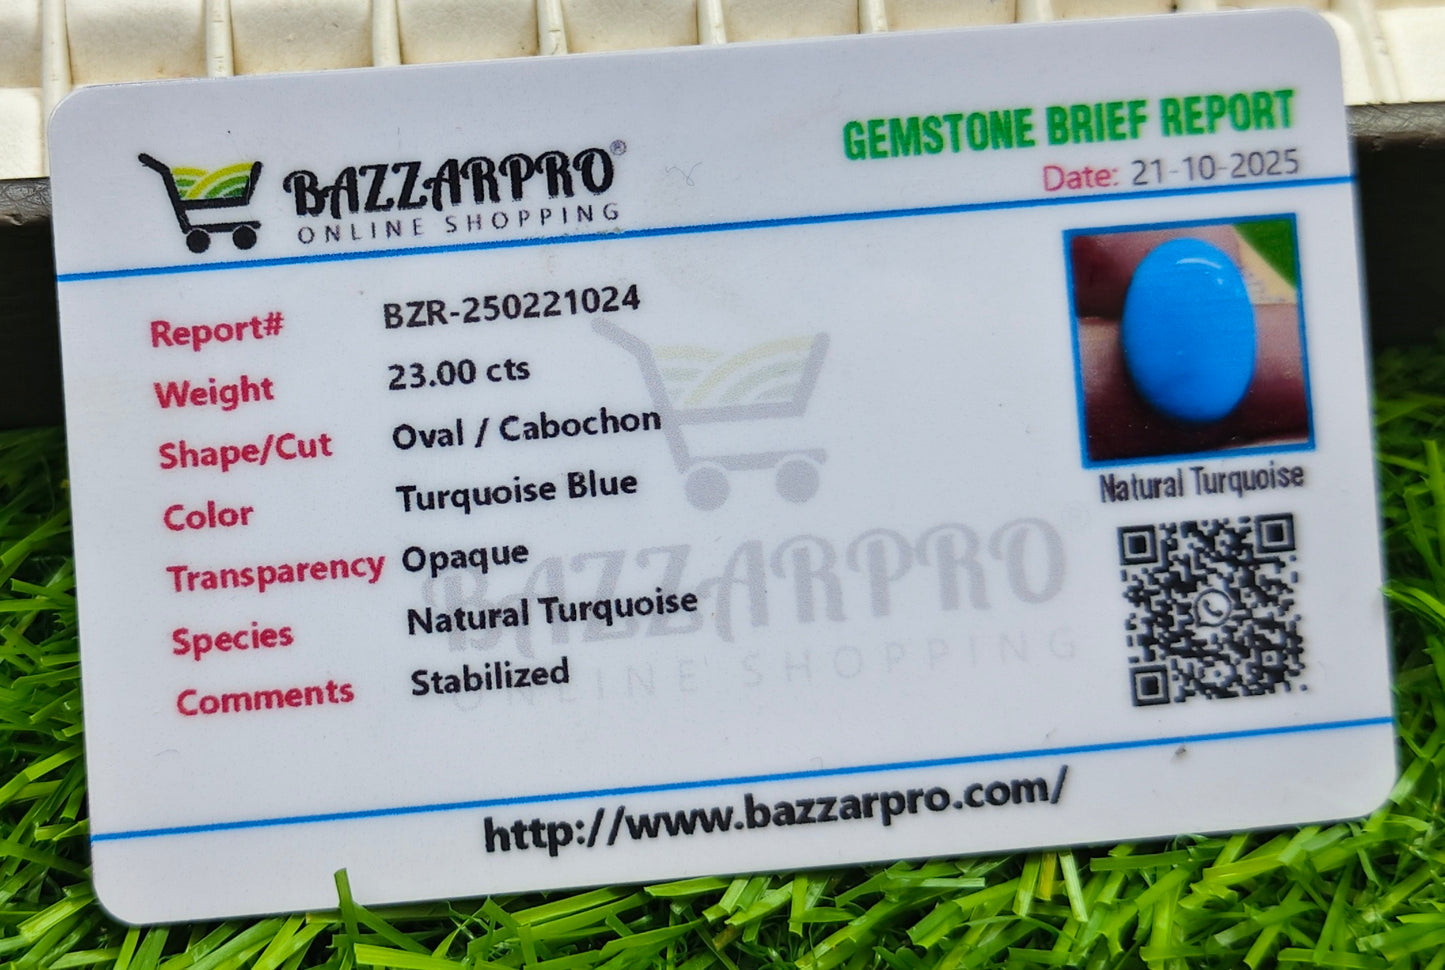 BAZZARPRO®
ONLINE SHOPPING
GEMSTONE BRIEF REPORT
Date: 21-10-2025
Report# BZR-250221024
Weight 23.00 cts
Shape/Cut Oval / Cabochon
Color Turquoise Blue
Transparency Opaque
Species Natural Turquoise
Comments Stabilized
Natural Turquoise
BAZZARPRO®
ONLINE SHOPPING
http://www.bazzarpro.com/